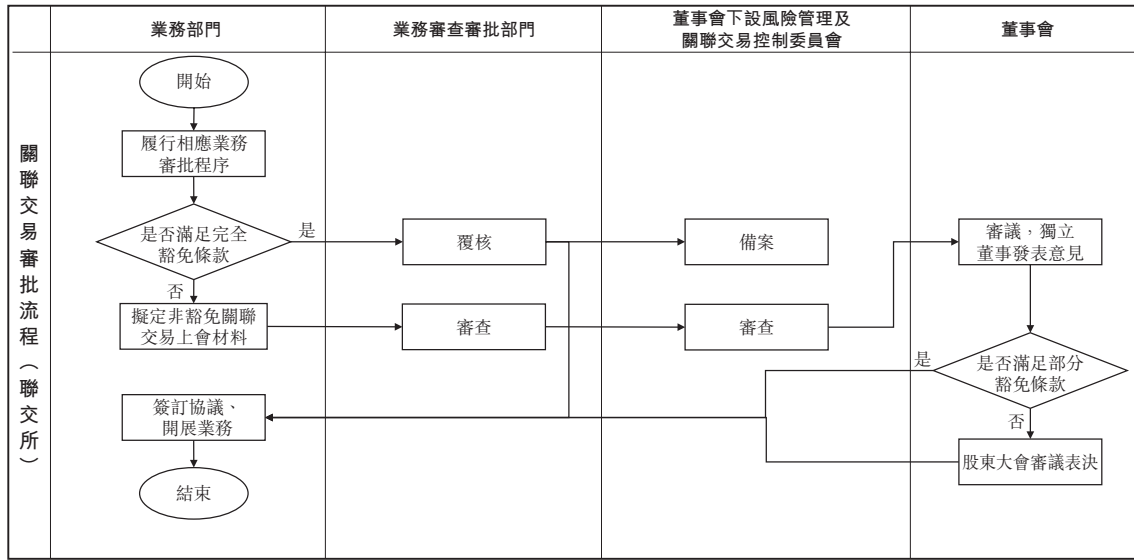 業務部門
業務審查審批部門
董事會下設風險管理及
關聯交易控制委員會
董事會
關聯交易審批流程（聯交所）
開始
履行相應業務
審批程序
是否滿足完全
豁免條款
是
覆核
備案
審議，獨立
董事發表意見
否
擬定非豁免關聯
交易上會材料
審查
審查
是
是否滿足部分
豁免條款
簽訂協議、
開展業務
否
股東大會審議表決
結束